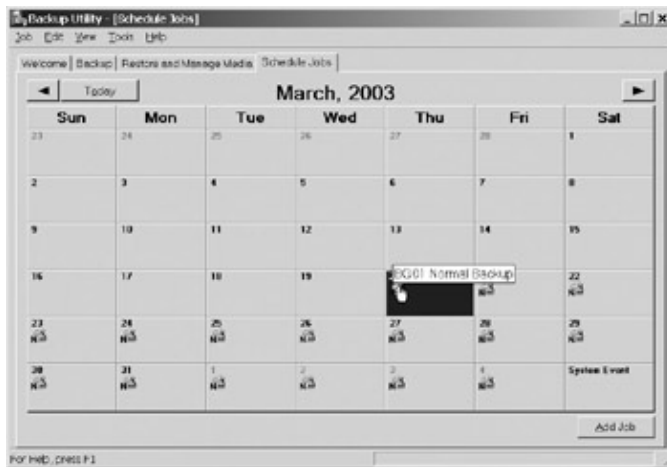 Backup Utility - [Schedule Jobs]
Job Edit View Tools Help
Welcome Backup Restore and Manage Media Schedule Jobs
Today March, 2003
Sun Mon Tue Wed Thu Fri Sat
23 24 25 26 27 28 1
2 3 4 5 6 7 8
9 10 11 12 13 14 15
16 17 18 19 22
BG01 Normal Backup
23 24 25 26 27 28 29
30 31 1 2 3 4 System Event
Add Job
For Help, press F1